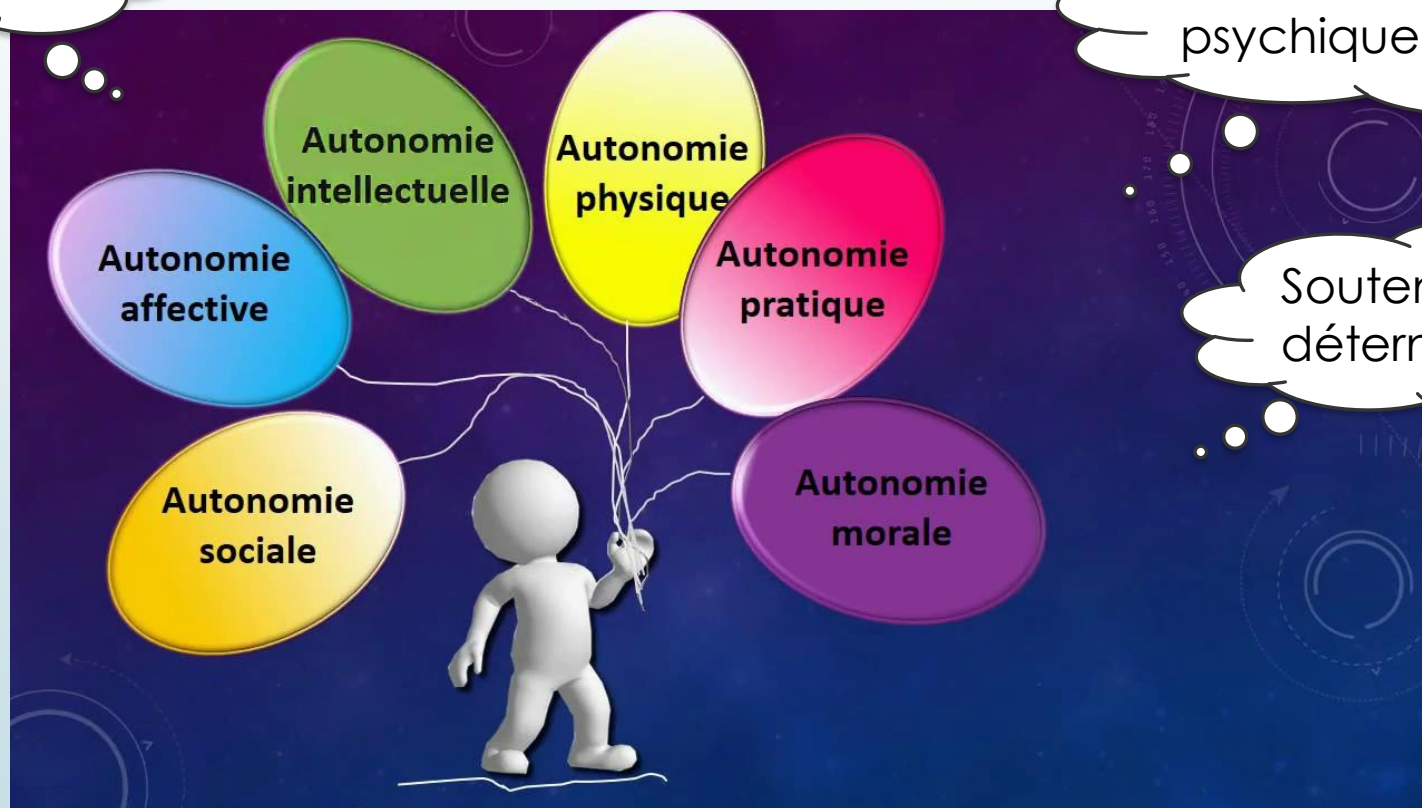 psychique
Autonomie
intellectuelle
Autonomie
physique
Autonomie
affective
Autonomie
pratique
Autonomie
sociale
Autonomie
morale